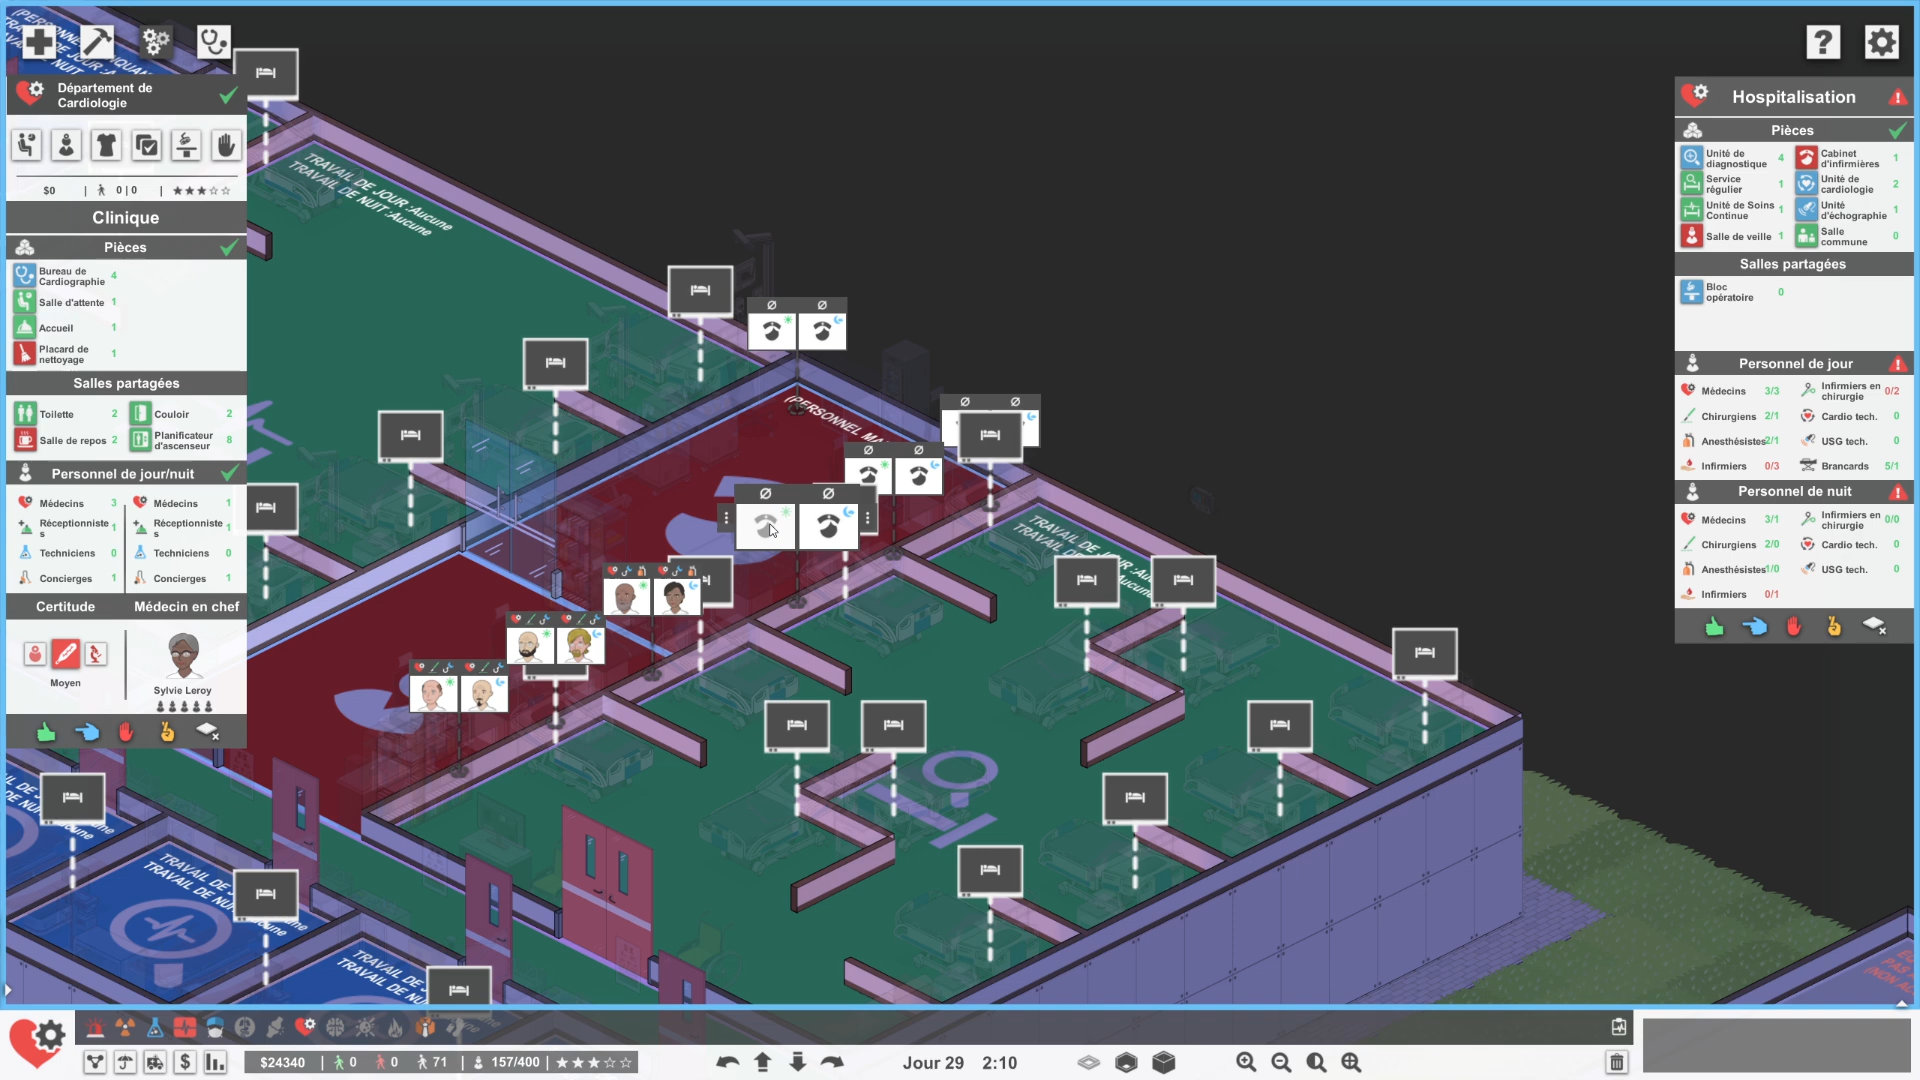 Département de
Cardiologie
$0 | 0|0 |
Clinique
Pièces
Bureau de
Cardiographie 4
Salle d'attente 1
Accueil 1
Placard de
nettoyage 1
Salles partagées
Toilette 2
Couloir 2
Salle de repos 2
Planificateur
d'ascenseur 8
Personnel de jour/nuit
Médecins 3
Médecins 1
Réceptionniste
s 1
Réceptionniste
s 1
Techniciens 0
Techniciens 0
Concierges 1
Concierges 1
Certitude
Médecin en chef
Moyen
Sylvie Leroy
TRAVAIL DE JOUR :Aucune
TRAVAIL DE NUIT :Aucune
(PERSONNEL MA
Hospitalisation
Pièces
Unité de
diagnostique 4
Cabinet
d'infirmières 1
Service
régulier 1
Unité de
cardiologie 2
Unité de Soins
Continue 1
Unité
d'échographie 1
Salle de veille 1
Salle
commune 0
Salles partagées
Bloc
opératoire 0
Personnel de jour
Médecins 3/3
Infirmiers en
chirurgie 0/2
Chirurgiens 2/1
Cardio tech. 0
Anesthésistes 2/1
USG tech. 0
Infirmiers 0/3
Brancards 5/1
Personnel de nuit
Médecins 3/1
Infirmiers en
chirurgie 0/0
Chirurgiens 2/0
Cardio tech. 0
Anesthésistes 1/0
USG tech. 0
Infirmiers 0/1
$24340 | 0 0 71 | 157/400 |
Jour 29 2:10